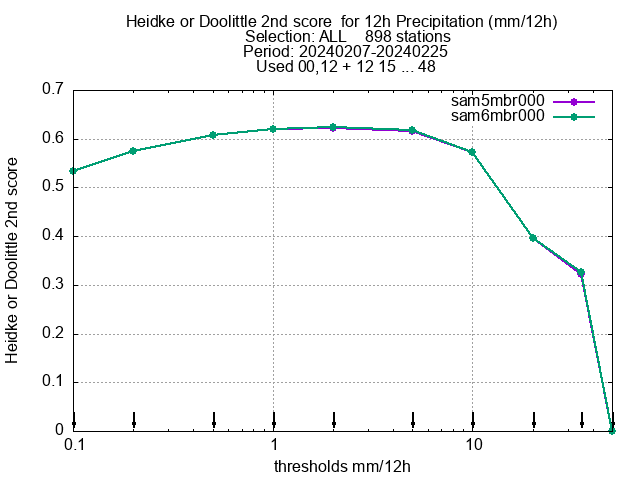 Heidke or Doolittle 2nd score  for 12h Precipitation (mm/12h)
Selection: ALL    898 stations
Period: 20240207-20240225
Used 00,12 + 12 15 ... 48
sam5mbr000
sam6mbr000
0.7
0.6
0.5
0.4
0.3
0.2
0.1
0
Heidke or Doolittle 2nd score
0.1
1
10
thresholds mm/12h